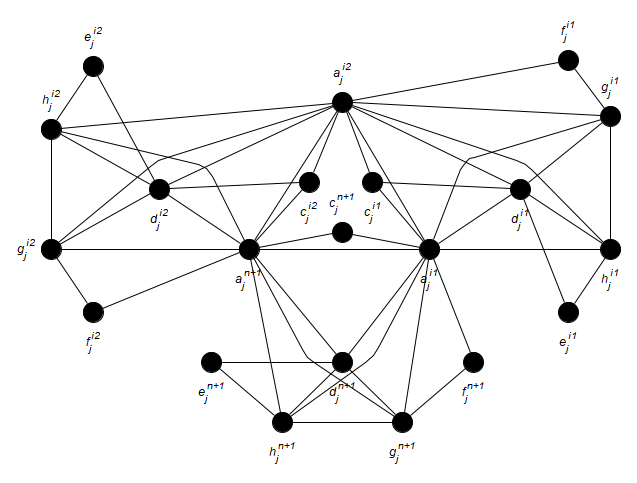 e_j^{i2}
f_j^{i1}
a_j^{i2}
h_j^{i2}
g_j^{i1}
c_j^{i2}
c_j^{n+1}
c_j^{i1}
d_j^{i2}
d_j^{i1}
g_j^{i2}
a_j^{n+1}
a_j^{i1}
h_j^{i1}
f_j^{i2}
e_j^{i1}
e_j^{n+1}
d_j^{n+1}
f_j^{n+1}
h_j^{n+1}
g_j^{n+1}